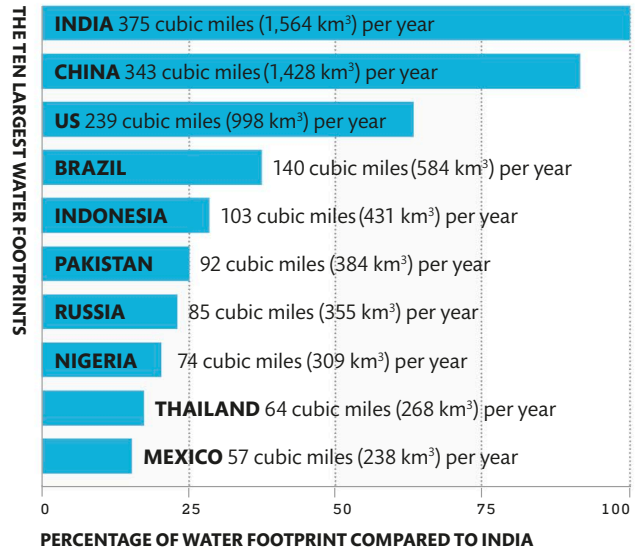 THE TEN LARGEST WATER FOOTPRINTS
INDIA 375 cubic miles (1,564 km³) per year
CHINA 343 cubic miles (1,428 km³) per year
US 239 cubic miles (998 km³) per year
BRAZIL 140 cubic miles (584 km³) per year
INDONESIA 103 cubic miles (431 km³) per year
PAKISTAN 92 cubic miles (384 km³) per year
RUSSIA 85 cubic miles (355 km³) per year
NIGERIA 74 cubic miles (309 km³) per year
THAILAND 64 cubic miles (268 km³) per year
MEXICO 57 cubic miles (238 km³) per year
0 25 50 75 100
PERCENTAGE OF WATER FOOTPRINT COMPARED TO INDIA